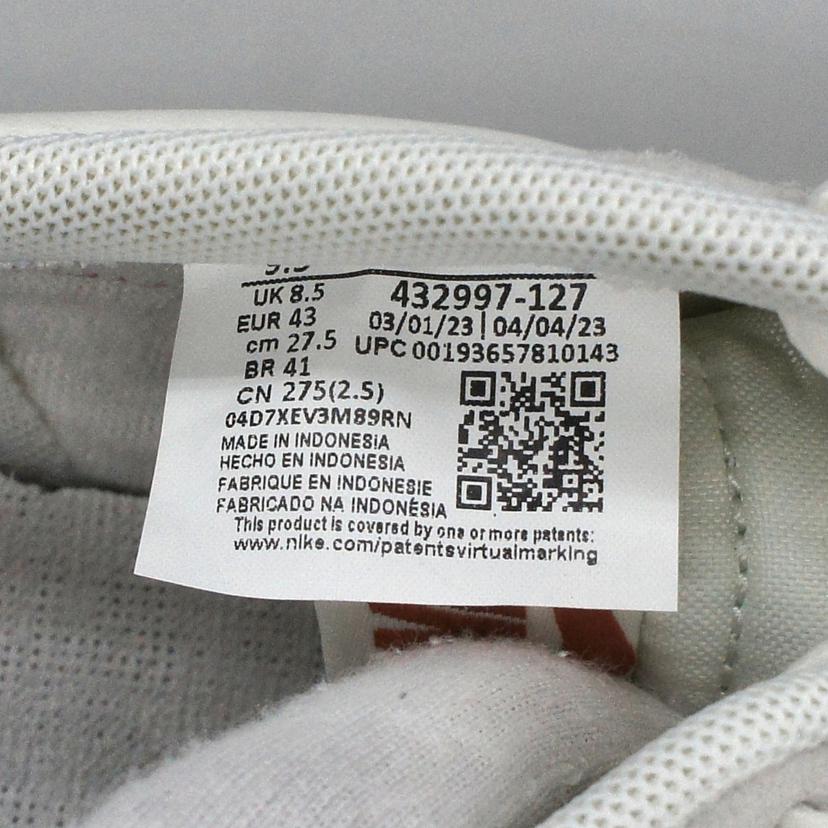 9.5
UK 8.5
EUR 43
cm 27.5
BR 41
CN 275(2.5)
432997-127
03/01/23 | 04/04/23
UPC 00193657810143
04D7XEV3M89RN
MADE IN INDONESIA
HECHO EN INDONESIA
FABRIQUE EN INDONESIE
FABRICADO NA INDONÉSIA
This product is covered by one or more patents:
www.nike.com/patentsvirtualmarking